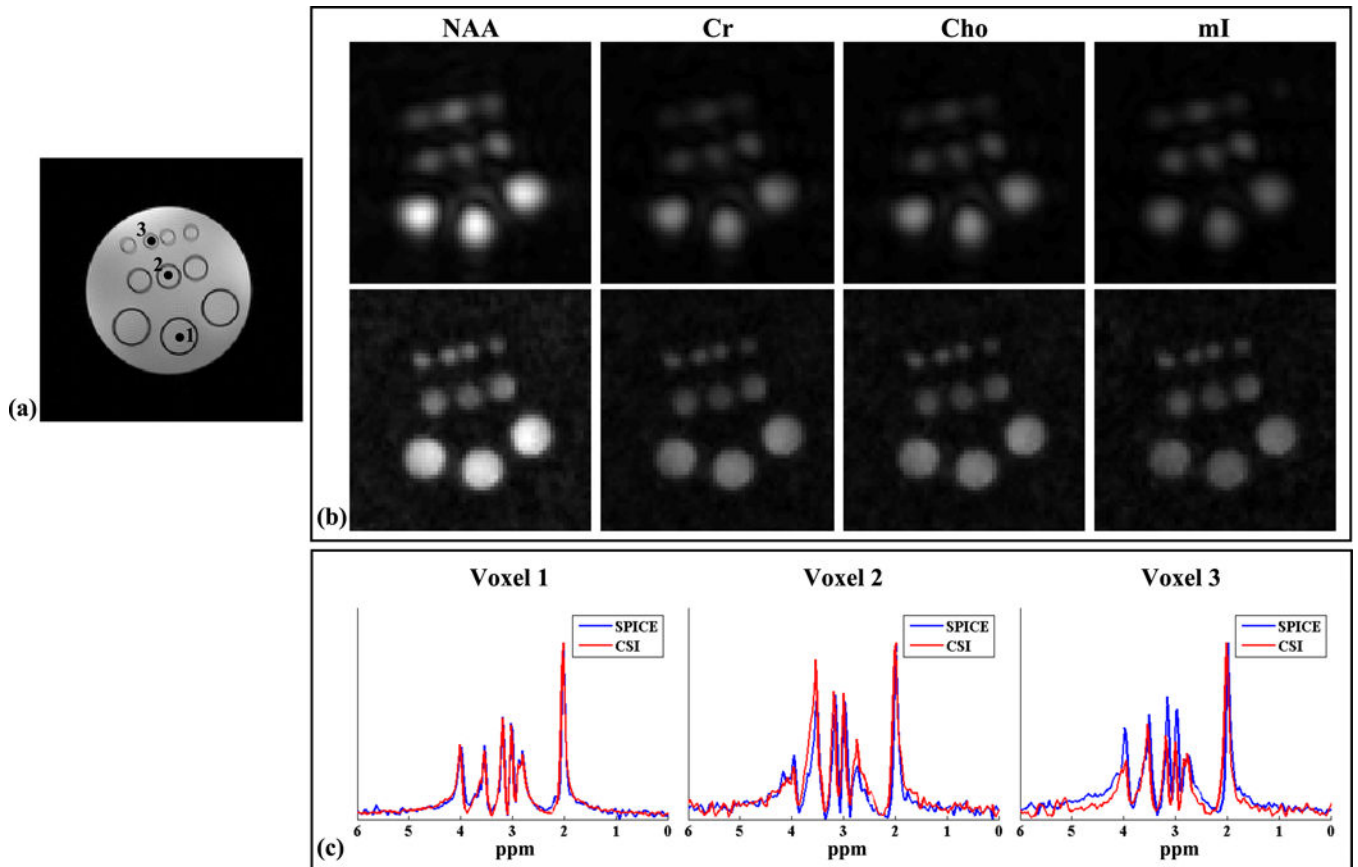 NAA Cr Cho mI
3
2
1
(a)
(b)
Voxel 1 Voxel 2 Voxel 3
SPICE SPICE SPICE
CSI CSI CSI
6 5 4 3 2 1 0 6 5 4 3 2 1 0 6 5 4 3 2 1 0
ppm ppm ppm
(c)